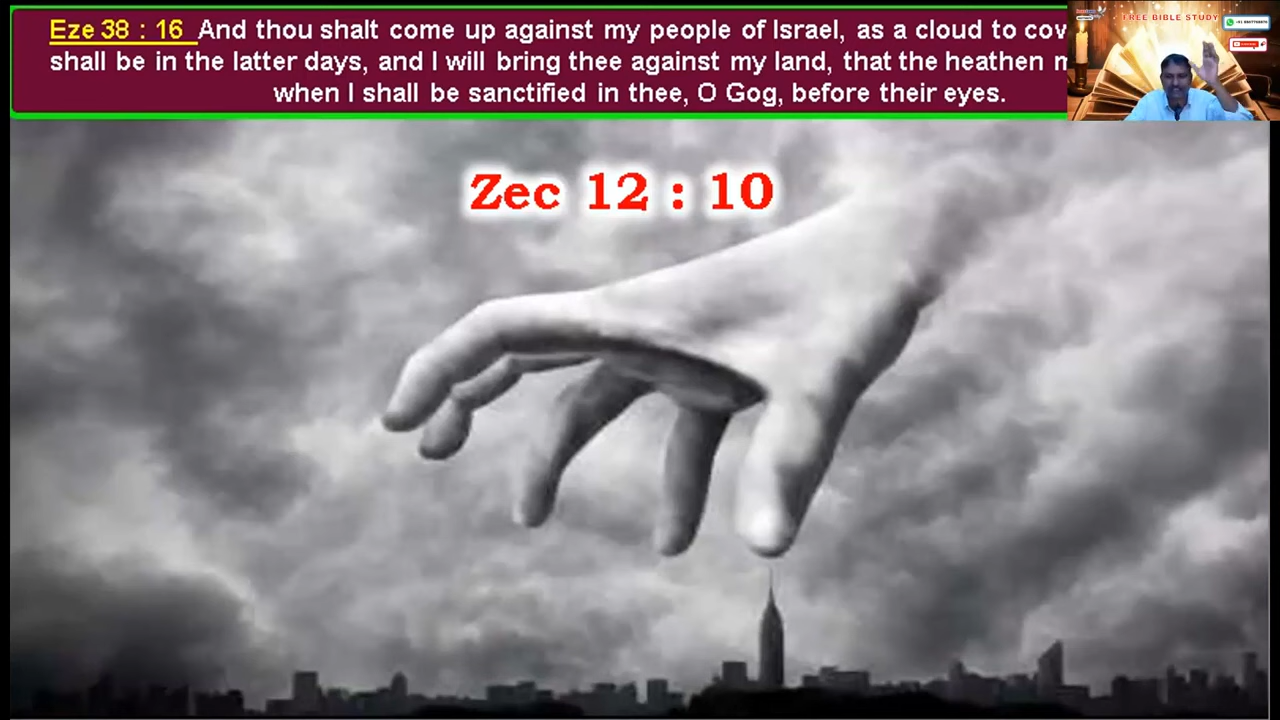 Eze 38 : 16 And thou shalt come up against my people of Israel, as a cloud to
shall be in the latter days, and I will bring thee against my land, that the heathen
when I shall be sanctified in thee, O Gog, before their eyes.
FREE BIBLE STUDY
Zec 12 : 10